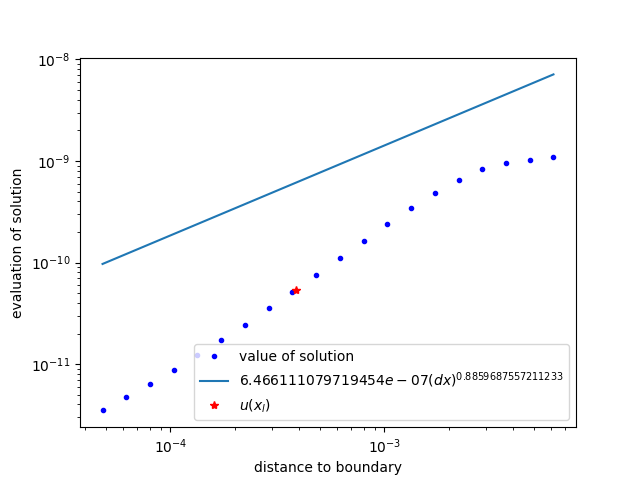 10⁻⁸
10⁻⁹
10⁻¹⁰
10⁻¹¹
evaluation of solution
value of solution
6.466111079719454e − 07(dx)^0.8859687557211233
u(x_l)
10⁻⁴
10⁻³
distance to boundary